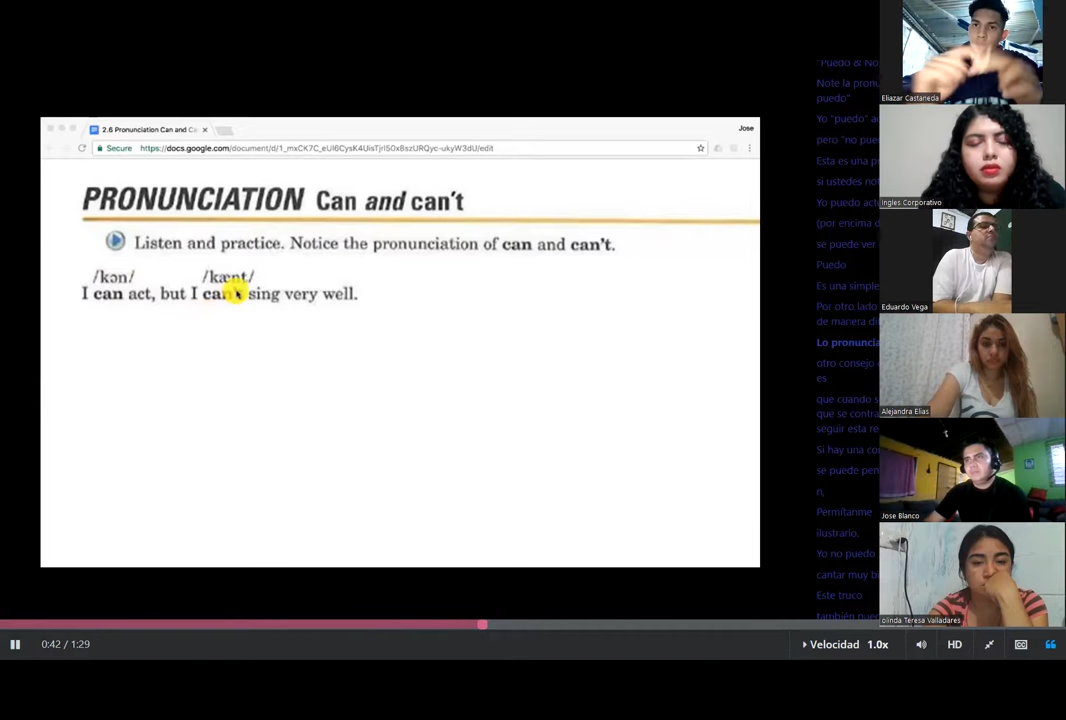 2.6 Pronunciation Can and Ca
Jose
Secure https://docs.google.com/document/d/1_mxCK7C_eUI6CysK4UisTjrl50x8szURQyc-ukyW3dU/edit
PRONUNCIATION Can and can't
Listen and practice. Notice the pronunciation of can and can't.
/kən/ /kænt/
I can act, but I can't sing very well.
"Puedo & No
Note la pronu
puedo"
Yo "puedo" ac
pero "no pue
Esta es una p
si ustedes not
Yo puedo act
(por encima d
se puede ver
Puedo
Es una simple
Por otro lado
de manera di
Lo pronuncia
otro consejo
es
que cuando s
que se contra
seguir esta re
Si hay una co
se puede pen
n,
Permítanme
ilustrarlo.
Yo no puedo
cantar muy b
Este truco
también pued
Eliazar Castaneda
Ingles Corporativo
Eduardo Vega
Alejandra Elias
Jose Blanco
olinda Teresa Valladares
0:42 / 1:29
Velocidad 1.0x
HD
CC